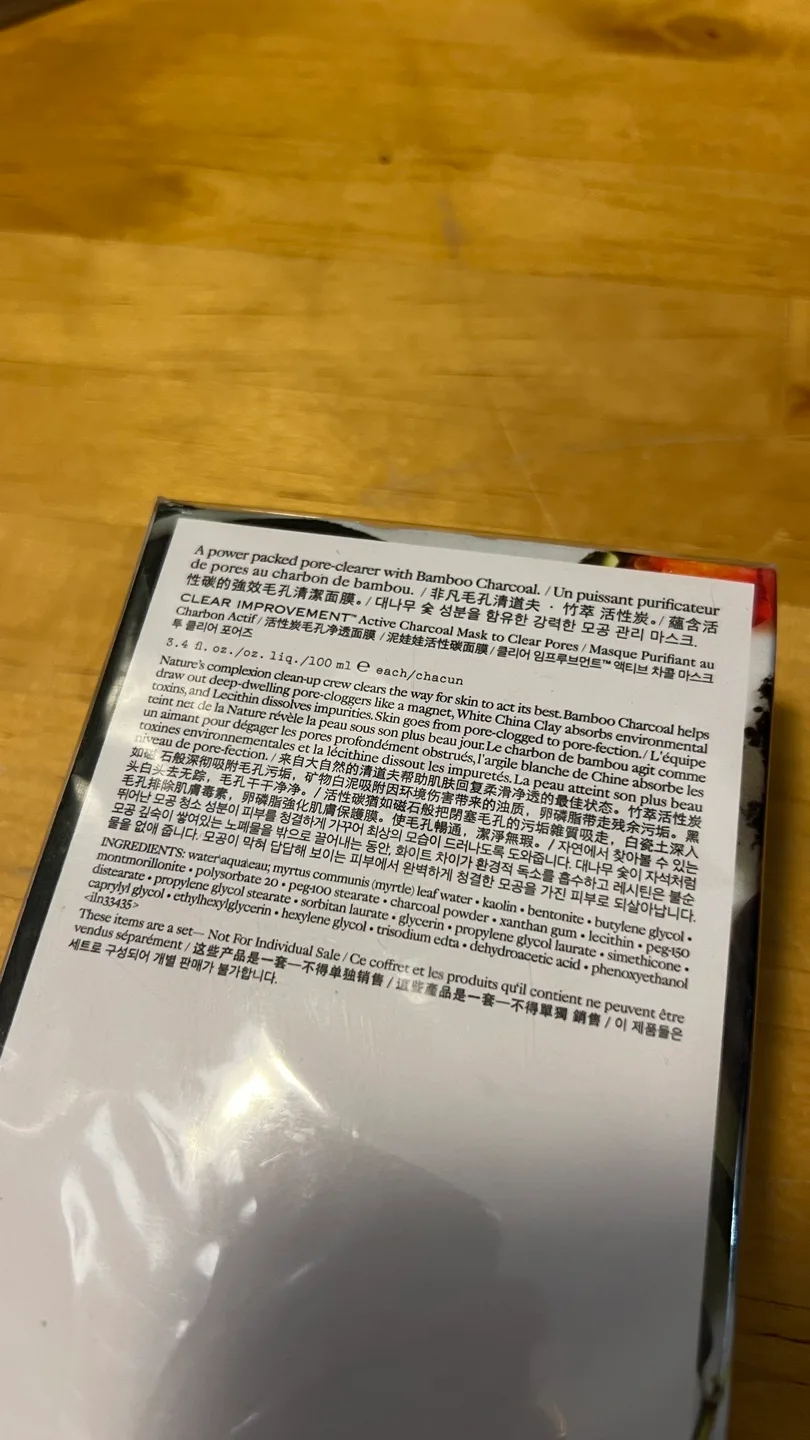 A power packed pore-clearer with Bamboo Charcoal. / Un puissant purificateur
de pores au charbon de bambou. / 非凡毛孔清道夫 · 竹萃 活性炭。/ 蘊含活
性碳的強效毛孔清潔面膜。/ 대나무 숯 성분을 함유한 강력한 모공 관리 마스크.
CLEAR IMPROVEMENT™ Active Charcoal Mask to Clear Pores / Masque Purifiant au
Charbon Actif / 活性炭毛孔净透面膜 / 泥娃娃活性碳面膜 / 클리어 임프루브먼트™ 액티브 차콜 마스크
투 클리어 포어즈
3.4 fl. oz./oz. liq./100 ml ℮ each/chacun
Nature's complexion clean-up crew clears the way for skin to act its best. Bamboo Charcoal helps
draw out deep-dwelling pore-cloggers like a magnet, White China Clay absorbs environmental
toxins, and Lecithin dissolves impurities. Skin goes from pore-clogged to pore-fection. / L'équipe
teint net de la Nature révèle la peau sous son plus beau jour. Le charbon de bambou agit comme
un aimant pour dégager les pores profondément obstrués, l'argile blanche de Chine absorbe les
toxines environnementales et la lécithine dissout les impuretés. La peau atteint son plus beau
niveau de pore-fection. / 来自大自然的清道夫帮助肌肤回复柔滑净透的最佳状态。竹萃活性炭
如磁石般深彻吸附毛孔污垢，矿物白泥吸附因环境伤害带来的油质，卵磷脂带走残余污垢。黑
头白头去无踪，毛孔干干净净。/ 活性碳猶如磁石般把閉塞毛孔的污垢雜質吸走，白瓷土深入
毛孔排除肌膚毒素，卵磷脂強化肌膚保護膜。使毛孔暢通，潔淨無瑕。/ 자연에서 찾아볼 수 있는
뛰어난 모공 청소 성분이 피부를 청결하게 가꾸어 최상의 모습이 드러나도록 도와줍니다. 대나무 숯이 자석처럼
모공 깊숙이 쌓여있는 노폐물을 밖으로 끌어내는 동안, 화이트 차이나가 환경적 독소를 흡수하고 레시틴은 불순
물을 없애 줍니다. 모공이 막혀 답답해 보이는 피부에서 완벽하게 청결한 모공을 가진 피부로 되살아납니다.
INGREDIENTS: water\aqua\eau; myrtus communis (myrtle) leaf water • kaolin • bentonite • butylene glycol •
montmorillonite • polysorbate 20 • peg-100 stearate • charcoal powder • xanthan gum • lecithin • peg-150
distearate • propylene glycol stearate • sorbitan laurate • glycerin • propylene glycol laurate • simethicone •
caprylyl glycol • ethylhexylglycerin • hexylene glycol • trisodium edta • dehydroacetic acid • phenoxyethanol
<iln33435>
These items are a set— Not For Individual Sale / Ce coffret et les produits qu'il contient ne peuvent être
vendus séparément / 这些产品是一套—不得单独销售 / 這些產品是一套—不得單獨 銷售 / 이 제품들은
세트로 구성되어 개별 판매가 불가합니다.